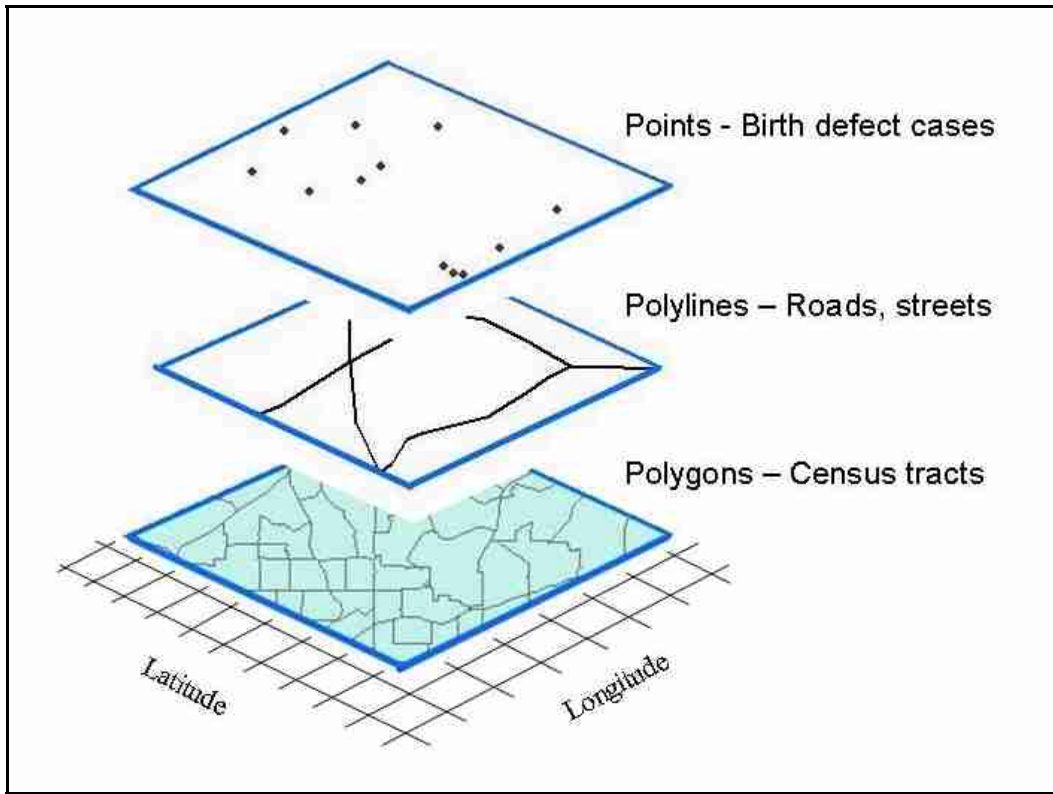 Points - Birth defect cases
Polylines – Roads, streets
Polygons – Census tracts
Latitude
Longitude